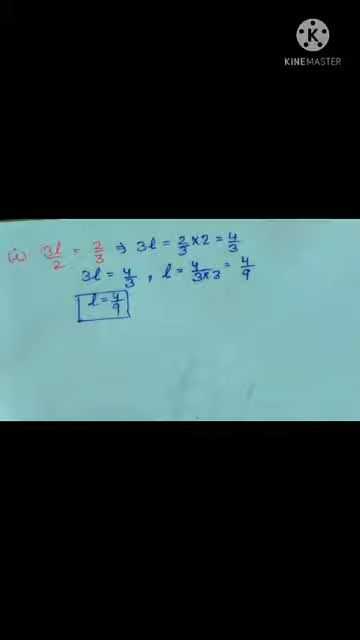 K
KINEMASTER
(i) 3l/2 = 2/3 ⇒ 3l = 2/3 × 2 = 4/3
3l = 4/3 , l = 4/3×3 = 4/9
l = 4/9